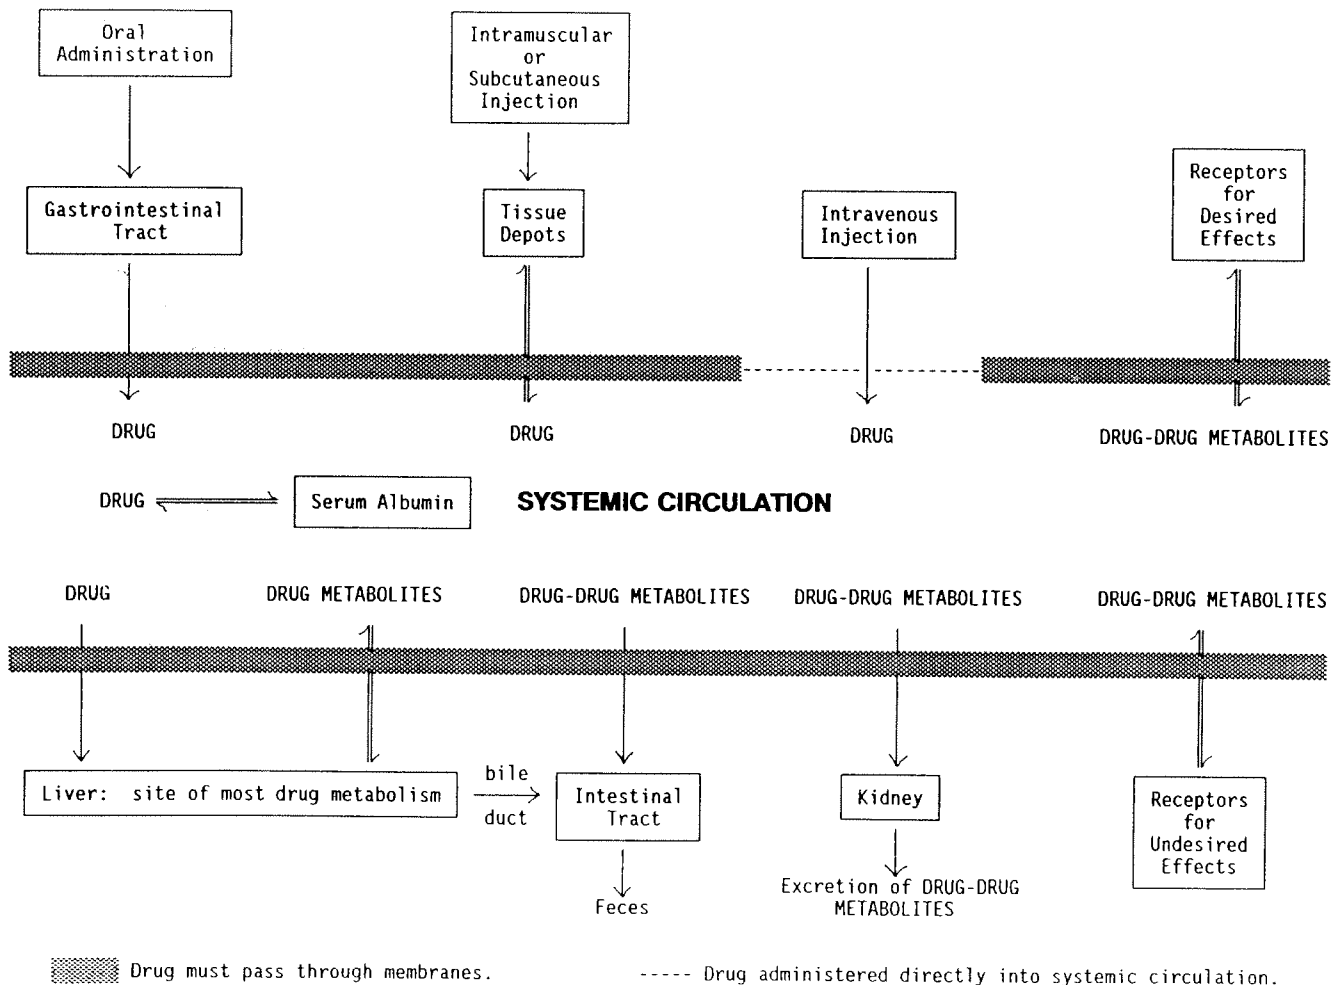 Oral
Administration
Intramuscular
or
Subcutaneous
Injection
Gastrointestinal
Tract
Tissue
Depots
Intravenous
Injection
Receptors
for
Desired
Effects
DRUG
DRUG
DRUG
DRUG-DRUG METABOLITES
DRUG
Serum Albumin
SYSTEMIC CIRCULATION
DRUG
DRUG METABOLITES
DRUG-DRUG METABOLITES
DRUG-DRUG METABOLITES
DRUG-DRUG METABOLITES
Liver: site of most drug metabolism
bile
duct
Intestinal
Tract
Kidney
Receptors
for
Undesired
Effects
Feces
Excretion of DRUG-DRUG
METABOLITES
Drug must pass through membranes.
----- Drug administered directly into systemic circulation.